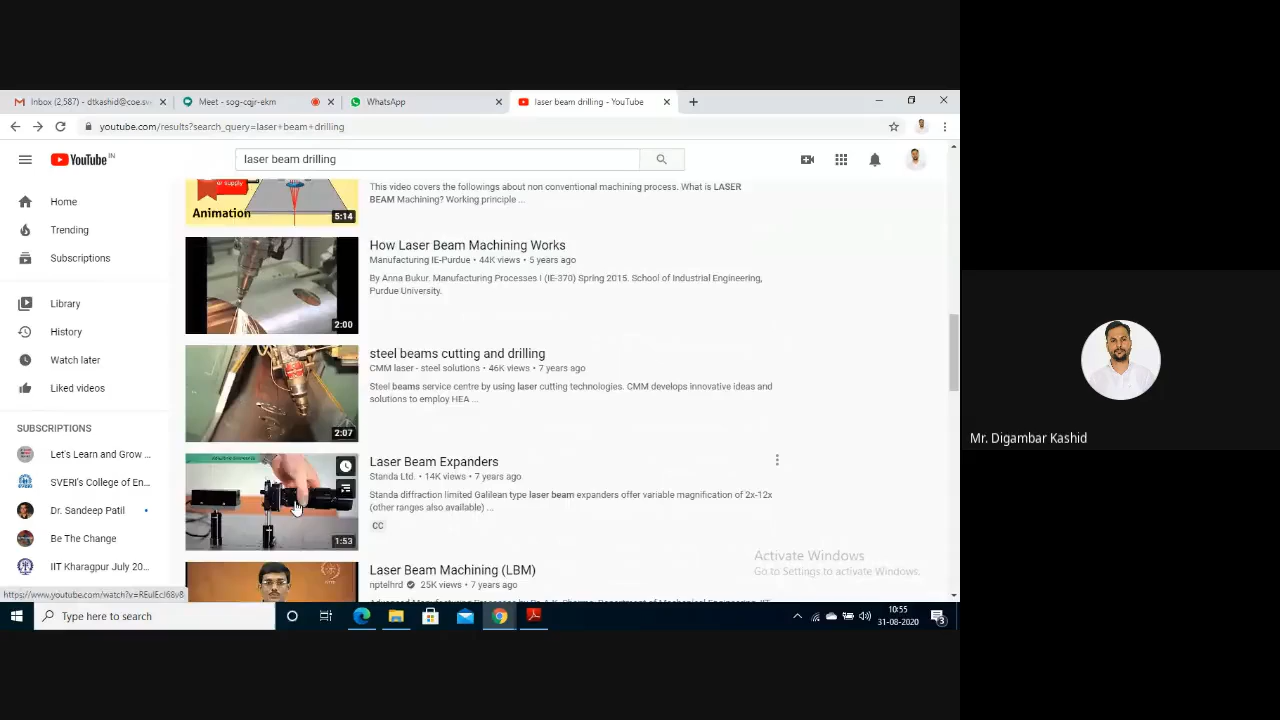 Inbox (2,587) - dtkashid@coe.sv
Meet - sog-cqjr-ekm
WhatsApp
laser beam drilling - YouTube
youtube.com/results?search_query=laser+beam+drilling
YouTube IN
laser beam drilling
Home
Trending
Subscriptions
Library
History
Watch later
Liked videos
SUBSCRIPTIONS
Let's Learn and Grow ...
SVERI's College of En...
Dr. Sandeep Patil
Be The Change
IIT Kharagpur July 20...
Animation
5:14
This video covers the followings about non conventional machining process. What is LASER
BEAM Machining? Working principle ...
How Laser Beam Machining Works
Manufacturing IE-Purdue • 44K views • 5 years ago
By Anna Bukur. Manufacturing Processes I (IE-370) Spring 2015. School of Industrial Engineering,
Purdue University.
2:00
steel beams cutting and drilling
CMM laser - steel solutions • 46K views • 7 years ago
Steel beams service centre by using laser cutting technologies. CMM develops innovative ideas and
solutions to employ HEA ...
2:07
Laser Beam Expanders
Standa Ltd. • 14K views • 7 years ago
Standa diffraction limited Galilean type laser beam expanders offer variable magnification of 2x-12x
(other ranges also available) ...
CC
1:53
Laser Beam Machining (LBM)
nptelhrd 25K views • 7 years ago
Activate Windows
Go to Settings to activate Windows.
Type here to search
10:55
31-08-2020
3
Mr. Digambar Kashid